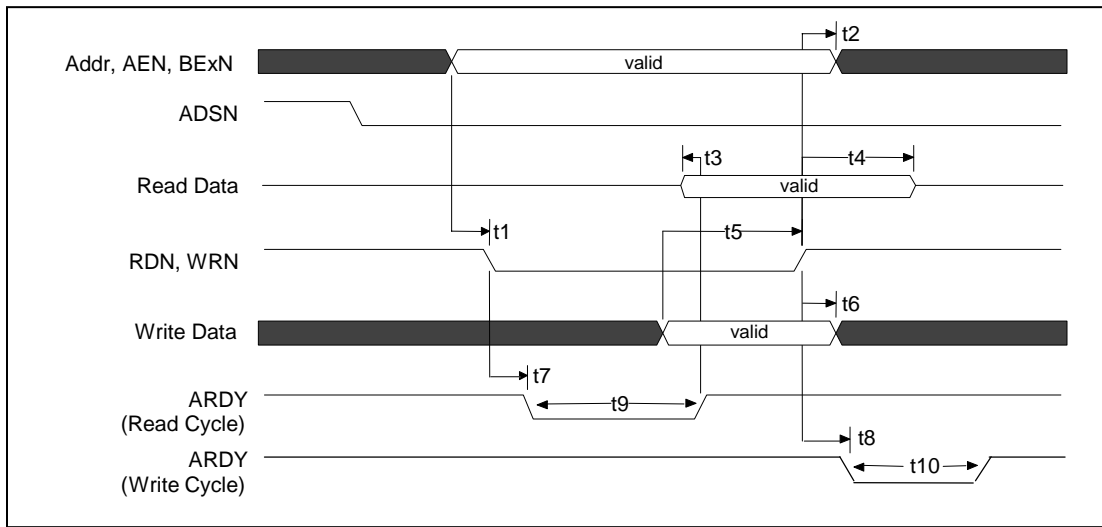 t2
Addr, AEN, BExN
valid
ADSN
t3
t4
Read Data
valid
t1
t5
RDN, WRN
t6
Write Data
valid
t7
ARDY
(Read Cycle)
t9
t8
ARDY
(Write Cycle)
t10